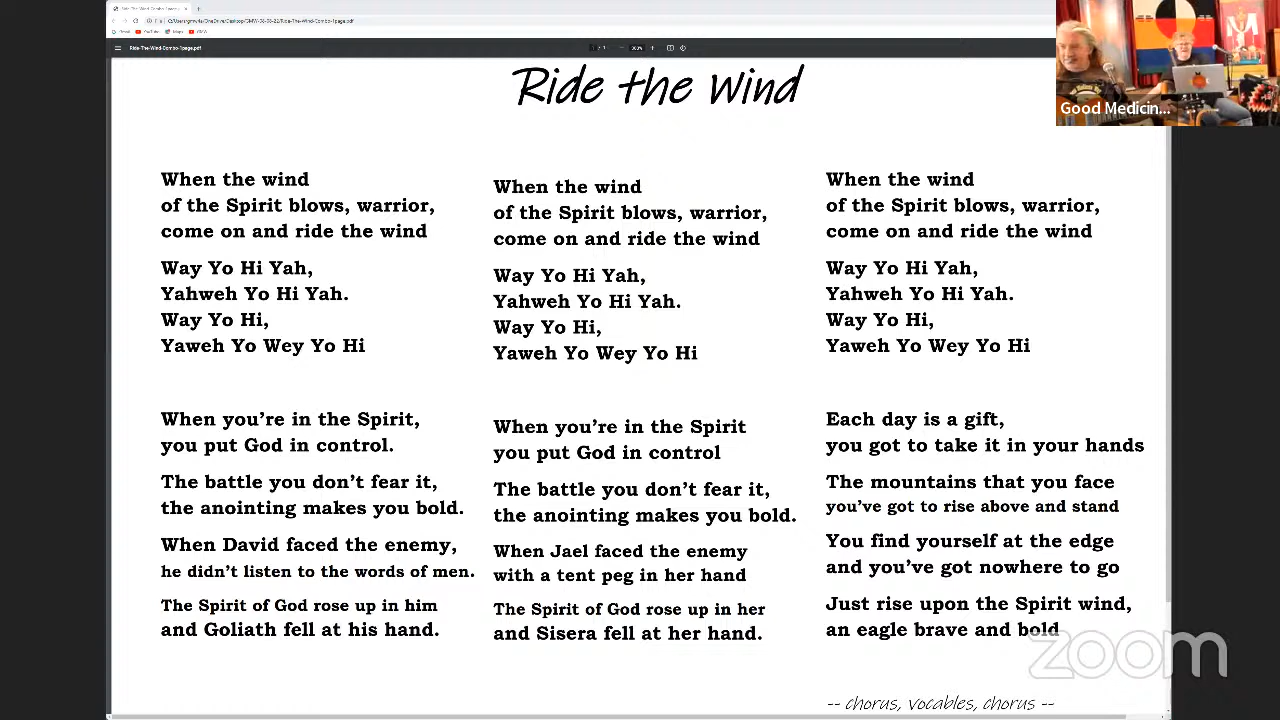 Ride-The-Wind-Combo-1page.pdf
Ride-The-Wind-Combo-1page.pdf
Ride the Wind
Good Medicin...
When the wind
of the Spirit blows, warrior,
come on and ride the wind
Way Yo Hi Yah,
Yahweh Yo Hi Yah.
Way Yo Hi,
Yaweh Yo Wey Yo Hi
When you're in the Spirit,
you put God in control.
The battle you don't fear it,
the anointing makes you bold.
When David faced the enemy,
he didn't listen to the words of men.
The Spirit of God rose up in him
and Goliath fell at his hand.
When the wind
of the Spirit blows, warrior,
come on and ride the wind
Way Yo Hi Yah,
Yahweh Yo Hi Yah.
Way Yo Hi,
Yaweh Yo Wey Yo Hi
When you're in the Spirit
you put God in control
The battle you don't fear it,
the anointing makes you bold.
When Jael faced the enemy
with a tent peg in her hand
The Spirit of God rose up in her
and Sisera fell at her hand.
When the wind
of the Spirit blows, warrior,
come on and ride the wind
Way Yo Hi Yah,
Yahweh Yo Hi Yah.
Way Yo Hi,
Yaweh Yo Wey Yo Hi
Each day is a gift,
you got to take it in your hands
The mountains that you face
you've got to rise above and stand
You find yourself at the edge
and you've got nowhere to go
Just rise upon the Spirit wind,
an eagle brave and bold
-- chorus, vocables, chorus --
zoom